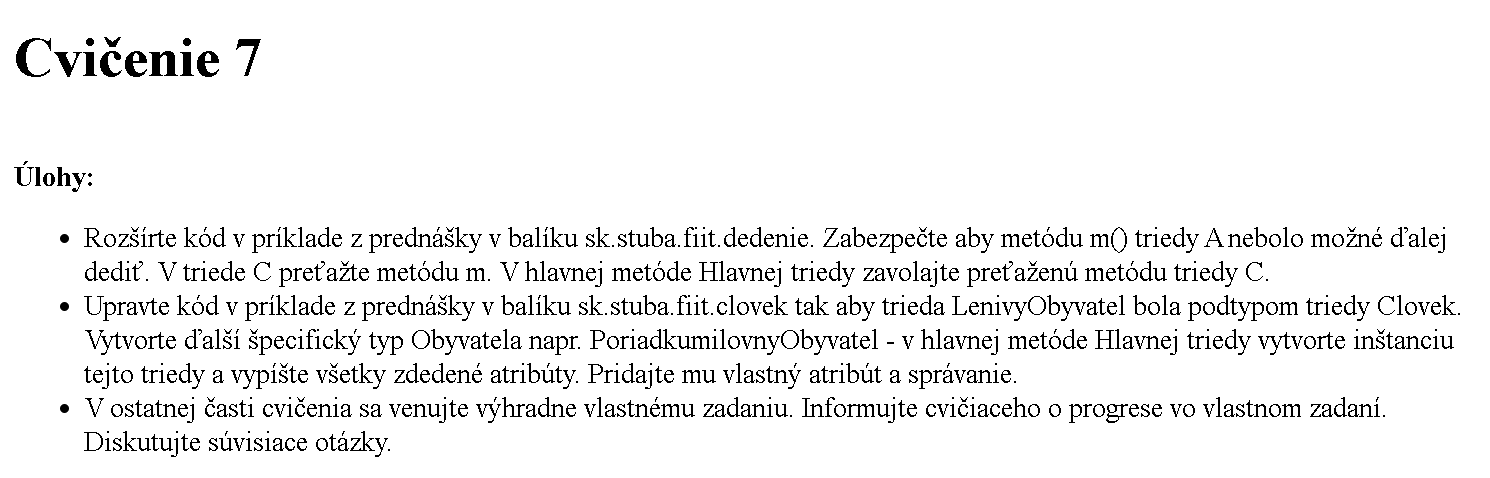 Cvičenie 7
Úlohy:
• Rozšírte kód v príklade z prednášky v balíku sk.stuba.fiit.dedenie. Zabezpečte aby metódu m() triedy A nebolo možné ďalej
dediť. V triede C preťažte metódu m. V hlavnej metóde Hlavnej triedy zavolajte preťaženú metódu triedy C.
• Upravte kód v príklade z prednášky v balíku sk.stuba.fiit.clovek tak aby trieda LenivyObyvatel bola podtypom triedy Clovek.
Vytvorte ďalší špecifický typ Obyvatela napr. PoriadkumilovnyObyvatel - v hlavnej metóde Hlavnej triedy vytvorte inštanciu
tejto triedy a vypíšte všetky zdedené atribúty. Pridajte mu vlastný atribút a správanie.
• V ostatnej časti cvičenia sa venujte výhradne vlastnému zadaniu. Informujte cvičiaceho o progrese vo vlastnom zadaní.
Diskutujte súvisiace otázky.